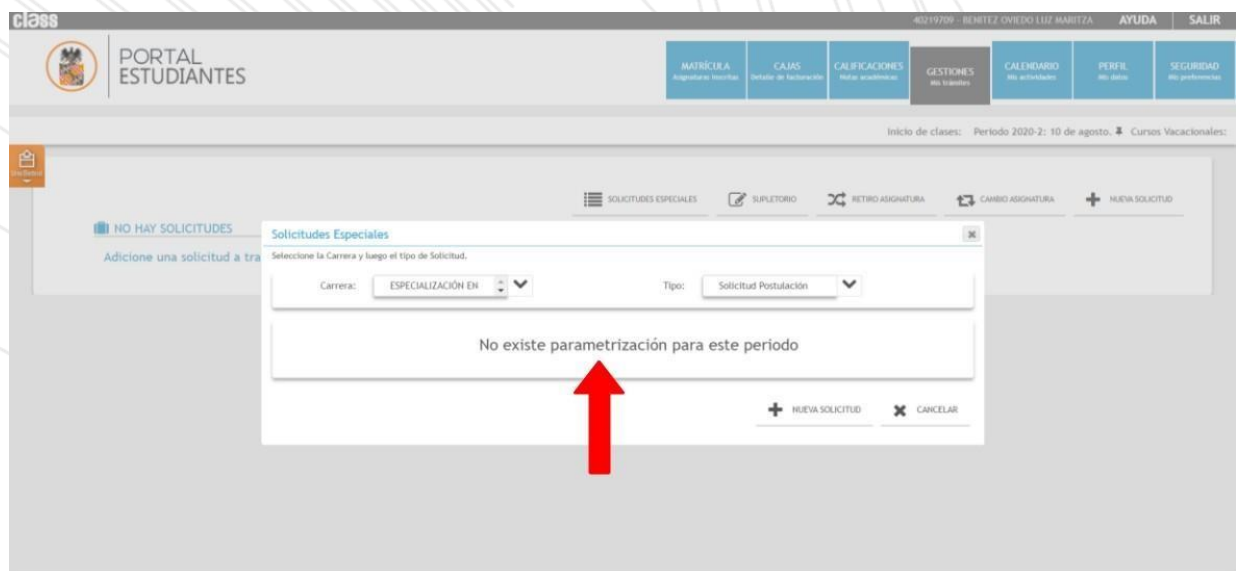 class
40219709 - BENITEZ OVIEDO LUZ MARITZA AYUDA SALIR
PORTAL
ESTUDIANTES
MATRÍCULA
Asignaturas Inscritas
CAJAS
Detalle de facturación
CALIFICACIONES
Notas académicas
GESTIONES
Mis trámites
CALENDARIO
Mis actividades
PERFIL
Mis datos
SEGURIDAD
Mis preferencias
Inicio de clases: Periodo 2020-2: 10 de agosto. Cursos Vacacionales:
SOLICITUDES ESPECIALES SUPLETORIO RETIRO ASIGNATURA CAMBIO ASIGNATURA NUEVA SOLICITUD
NO HAY SOLICITUDES
Adicione una solicitud a tra
Solicitudes Especiales
Seleccione la Carrera y luego el tipo de Solicitud.
Carrera: ESPECIALIZACIÓN EN Tipo: Solicitud Postulación
No existe parametrización para este periodo
NUEVA SOLICITUD CANCELAR